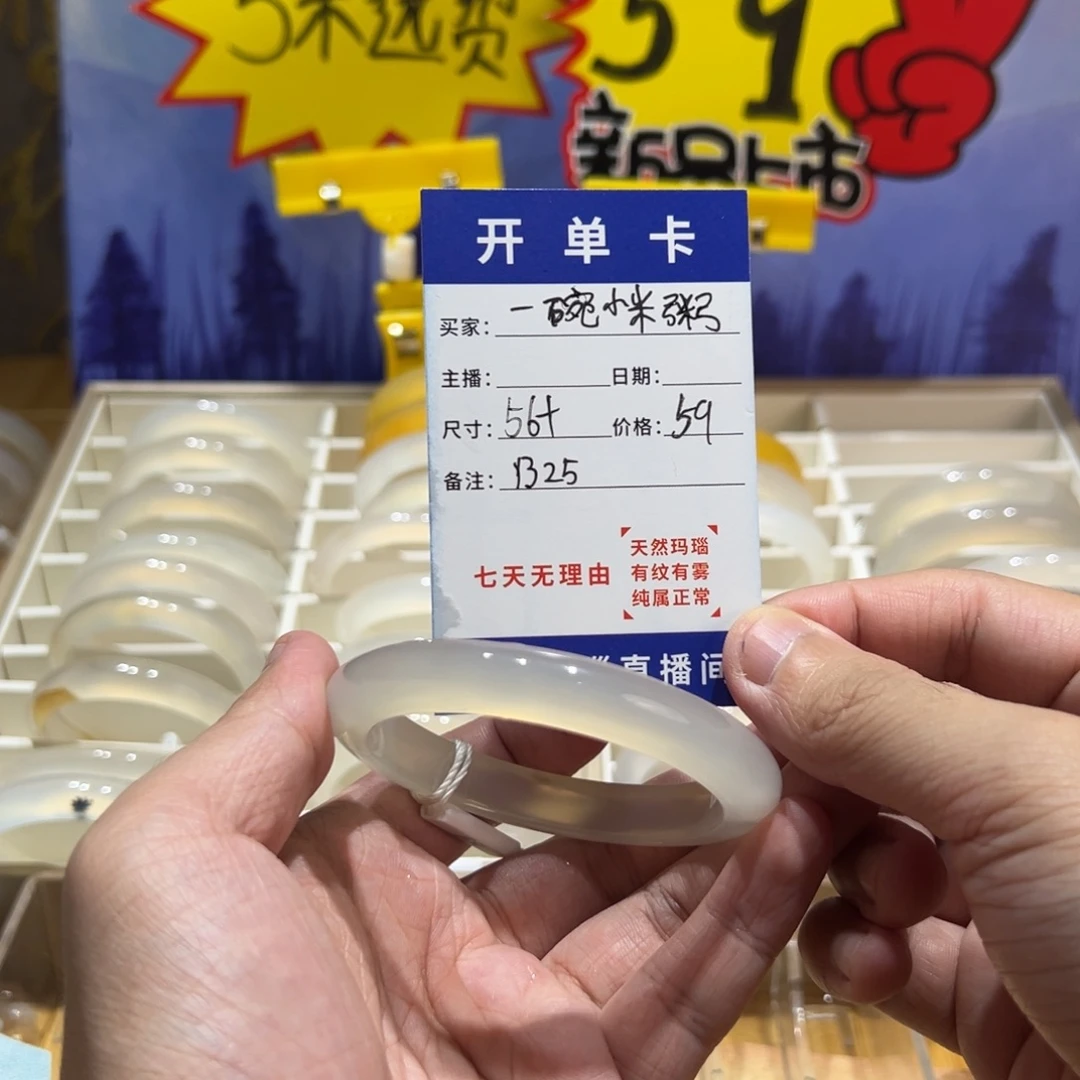 59
新品上市
开单卡
买家：一碗小米粥
主播： 日期：
尺寸：56+ 价格：59
备注：B25
七天无理由
天然玛瑙
有纹有雾
纯属正常
直播间